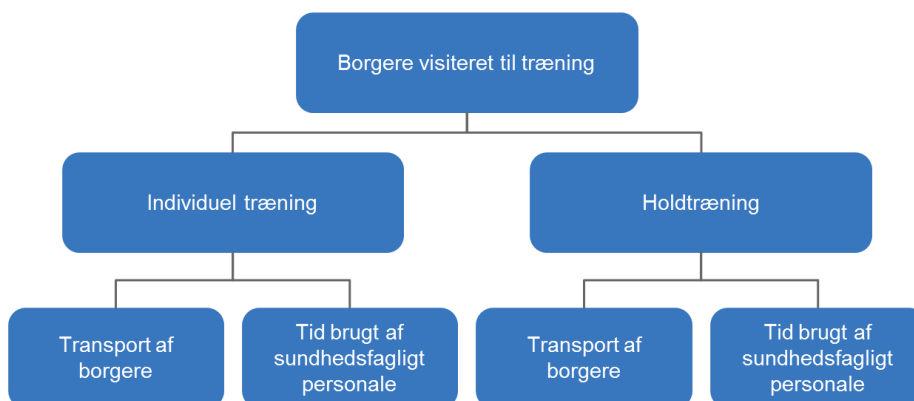 Borgere visiteret til træning
Individuel træning
Holdtræning
Transport af
borgere
Tid brugt af
sundhedsfagligt
personale
Transport af
borgere
Tid brugt af
sundhedsfagligt
personale